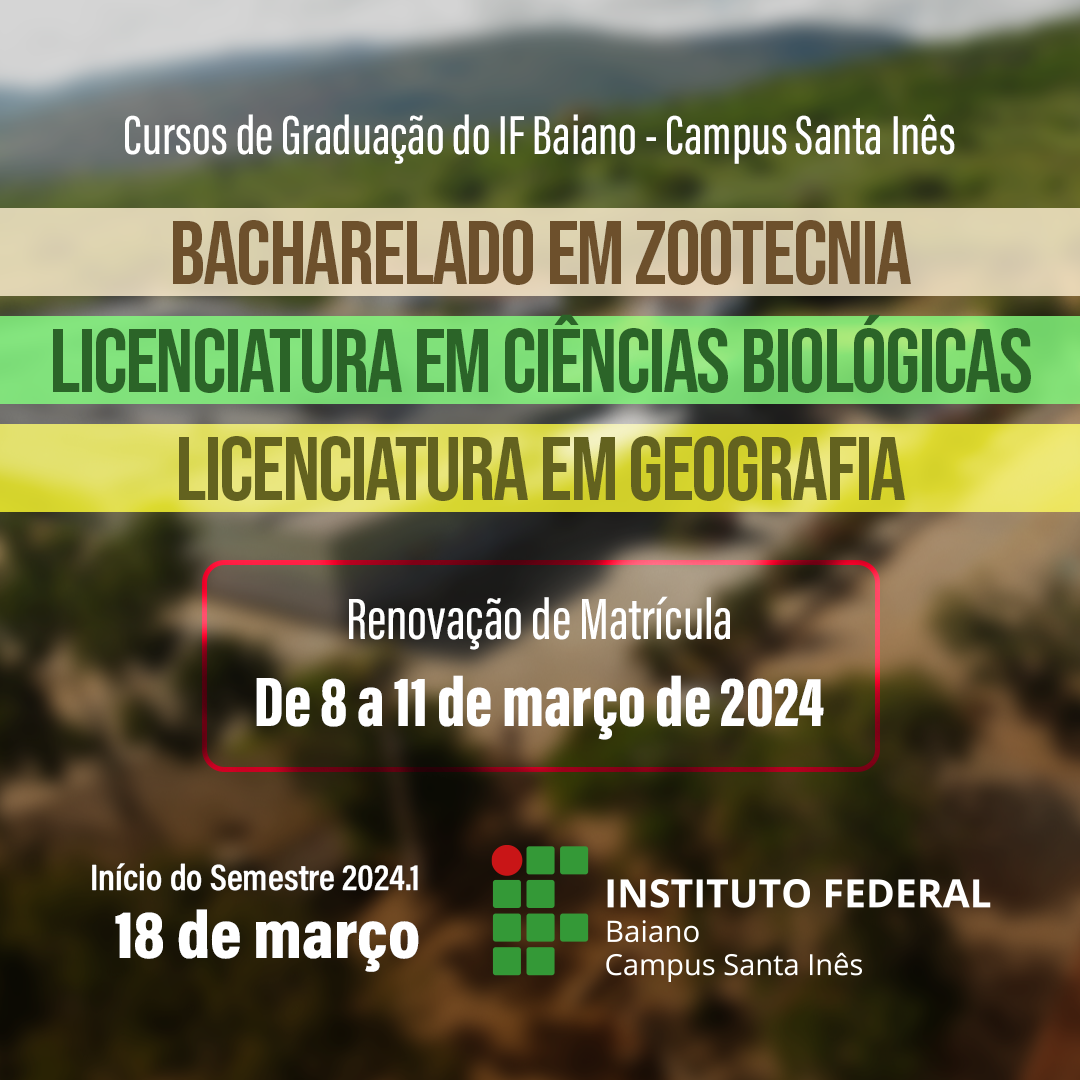 Cursos de Graduação do IF Baiano - Campus Santa Inês
BACHARELADO EM ZOOTECNIA
LICENCIATURA EM CIÊNCIAS BIOLÓGICAS
LICENCIATURA EM GEOGRAFIA
Renovação de Matrícula
De 8 a 11 de março de 2024
Início do Semestre 2024.1
18 de março
INSTITUTO FEDERAL
Baiano
Campus Santa Inês